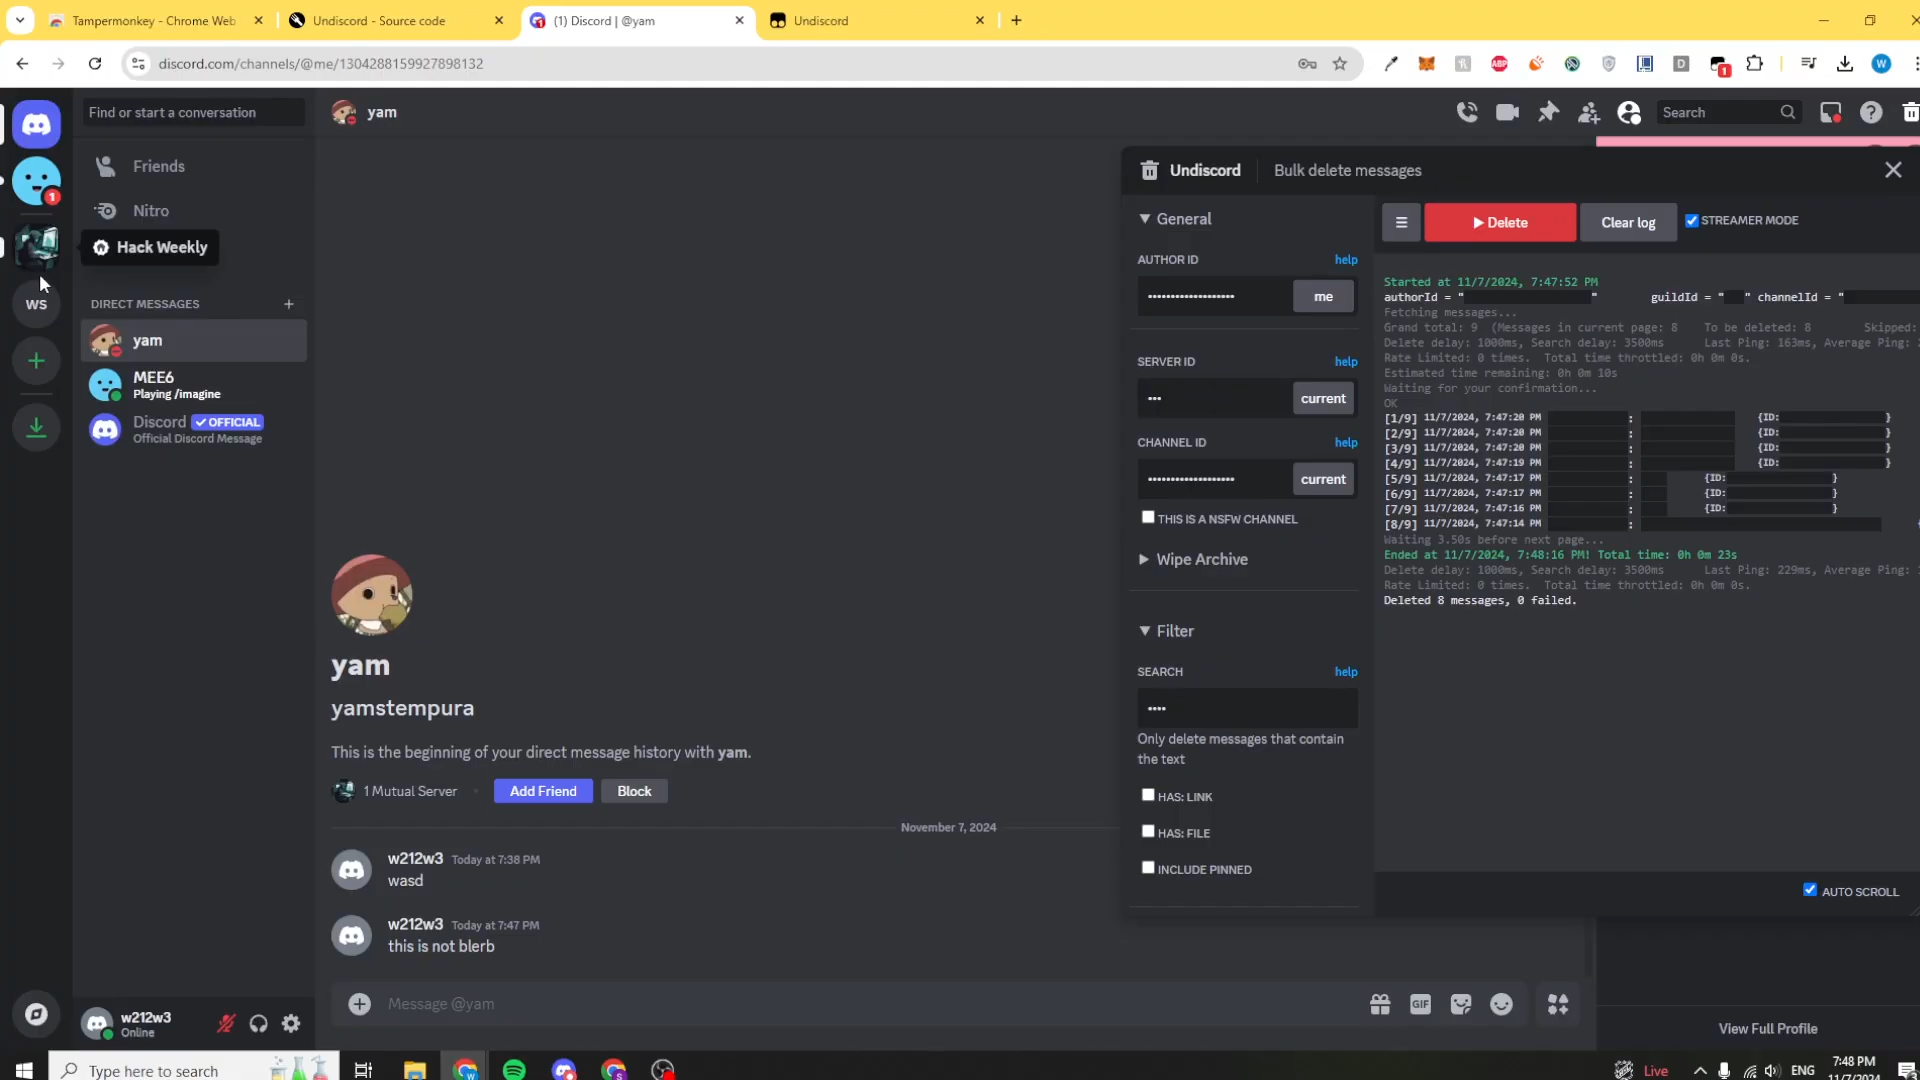 Tampermonkey - Chrome Web
Undiscord - Source code
(1) Discord | @yam
Undiscord
discord.com/channels/@me/1304288159927898132
ABP
D
1
W
Find or start a conversation
yam
Search
Friends
1
Nitro
Hack Weekly
WS
DIRECT MESSAGES
yam
MEE6
Playing /imagine
Discord ✓ OFFICIAL
Official Discord Message
yam
yamstempura
This is the beginning of your direct message history with yam.
1 Mutual Server
Add Friend
Block
November 7, 2024
w212w3 Today at 7:38 PM
wasd
w212w3 Today at 7:47 PM
this is not blerb
Message @yam
GIF
w212w3
Online
Undiscord
Bulk delete messages
General
AUTHOR ID help
me
SERVER ID help
current
CHANNEL ID help
current
THIS IS A NSFW CHANNEL
Wipe Archive
Filter
SEARCH help
Only delete messages that contain
the text
HAS: LINK
HAS: FILE
INCLUDE PINNED
Delete
Clear log
STREAMER MODE
Started at 11/7/2024, 7:47:52 PM
authorId = " " guildId = " " channelId = "
Fetching messages...
Grand total: 9 (Messages in current page: 8 To be deleted: 8 Skipped:
Delete delay: 1000ms, Search delay: 3500ms Last Ping: 163ms, Average Ping:
Rate Limited: 0 times. Total time throttled: 0h 0m 0s.
Estimated time remaining: 0h 0m 10s
Waiting for your confirmation...
OK
[1/9] 11/7/2024, 7:47:20 PM : {ID: }
[2/9] 11/7/2024, 7:47:20 PM : {ID: }
[3/9] 11/7/2024, 7:47:20 PM : {ID: }
[4/9] 11/7/2024, 7:47:19 PM : {ID: }
[5/9] 11/7/2024, 7:47:17 PM : {ID: }
[6/9] 11/7/2024, 7:47:17 PM : {ID: }
[7/9] 11/7/2024, 7:47:16 PM : {ID: }
[8/9] 11/7/2024, 7:47:14 PM :
Waiting 3.50s before next page...
Ended at 11/7/2024, 7:48:16 PM! Total time: 0h 0m 23s
Delete delay: 1000ms, Search delay: 3500ms Last Ping: 229ms, Average Ping:
Rate Limited: 0 times. Total time throttled: 0h 0m 0s.
Deleted 8 messages, 0 failed.
AUTO SCROLL
View Full Profile
Type here to search
Live
ENG
7:48 PM
11/7/2024